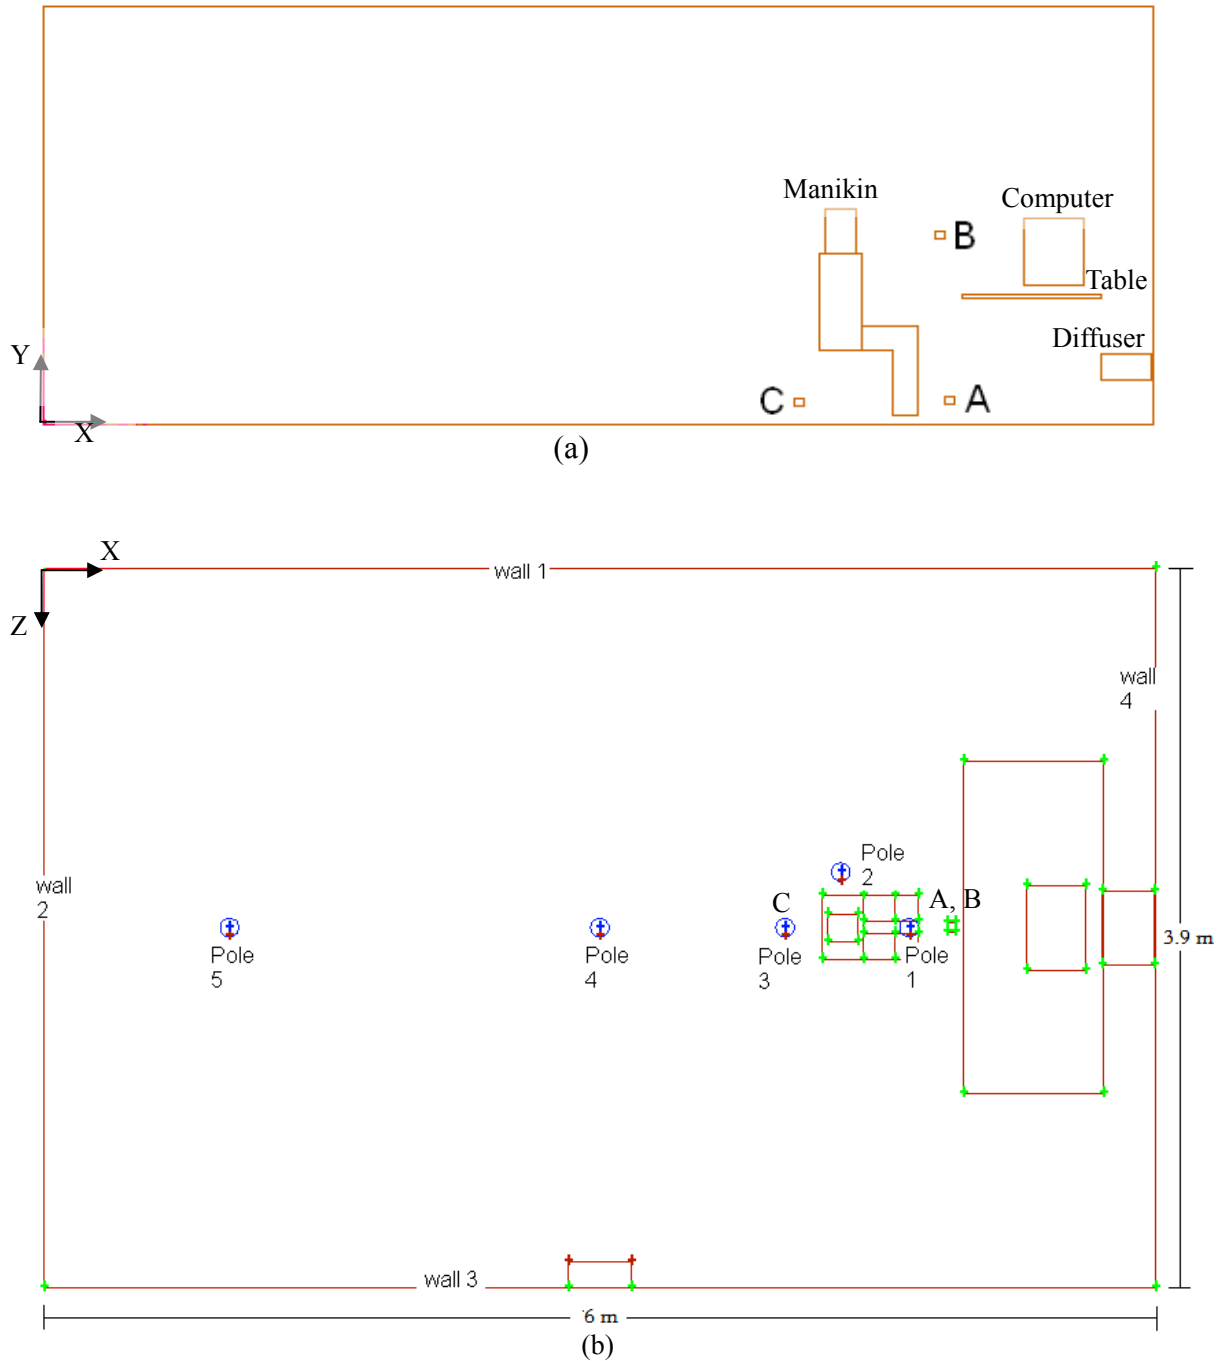 Manikin
Computer
B
Table
Diffuser
Y
C
A
X
(a)
X
wall 1
Z
wall
4
Pole
2
wall
2
C
A, B
3.9 m
Pole
5
Pole
4
Pole
3
Pole
1
wall 3
6 m
(b)